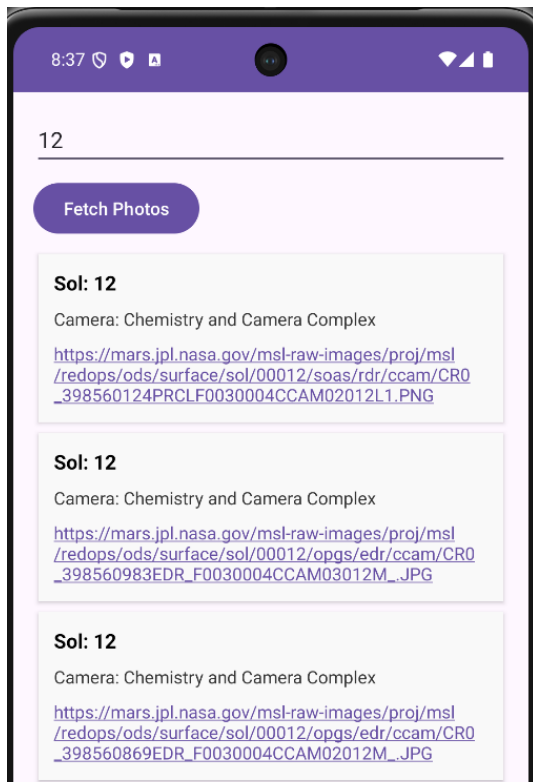 8:37
12
Fetch Photos
Sol: 12
Camera: Chemistry and Camera Complex
https://mars.jpl.nasa.gov/msl-raw-images/proj/msl
/redops/ods/surface/sol/00012/soas/rdr/ccam/CR0
_398560124PRCLF0030004CCAM02012L1.PNG
Sol: 12
Camera: Chemistry and Camera Complex
https://mars.jpl.nasa.gov/msl-raw-images/proj/msl
/redops/ods/surface/sol/00012/opgs/edr/ccam/CR0
_398560983EDR_F0030004CCAM03012M_.JPG
Sol: 12
Camera: Chemistry and Camera Complex
https://mars.jpl.nasa.gov/msl-raw-images/proj/msl
/redops/ods/surface/sol/00012/opgs/edr/ccam/CR0
_398560869EDR_F0030004CCAM02012M_.JPG